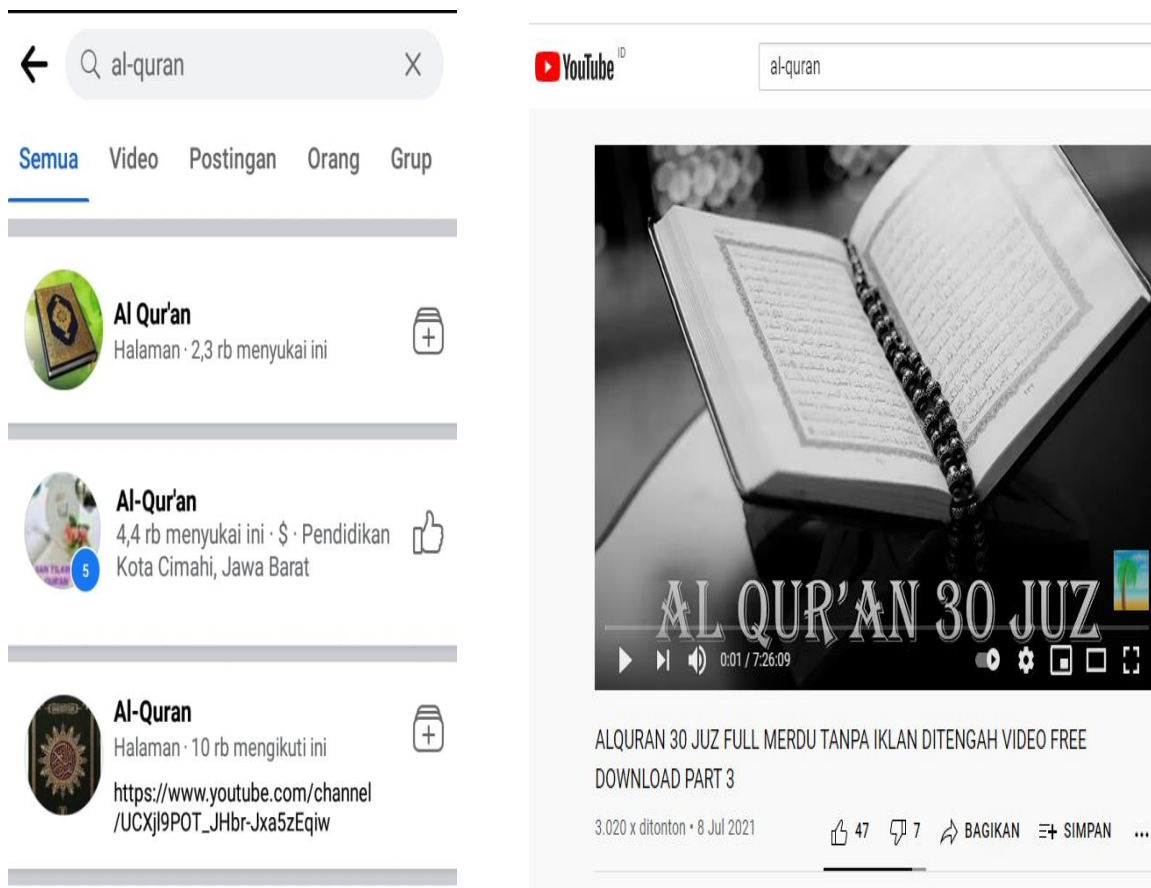 al-quran
Semua Video Postingan Orang Grup
Al Qur'an
Halaman · 2,3 rb menyukai ini
Al-Qur'an
4,4 rb menyukai ini · $ · Pendidikan
Kota Cimahi, Jawa Barat
5
Al-Quran
Halaman · 10 rb mengikuti ini
https://www.youtube.com/channel
/UCXjl9POT_JHbr-Jxa5zEqiw
YouTube ID
al-quran
AL QUR'AN 30 JUZ
0:01 / 7:26:09
ALQURAN 30 JUZ FULL MERDU TANPA IKLAN DITENGAH VIDEO FREE
DOWNLOAD PART 3
3.020 x ditonton • 8 Jul 2021
47 7 BAGIKAN SIMPAN ...